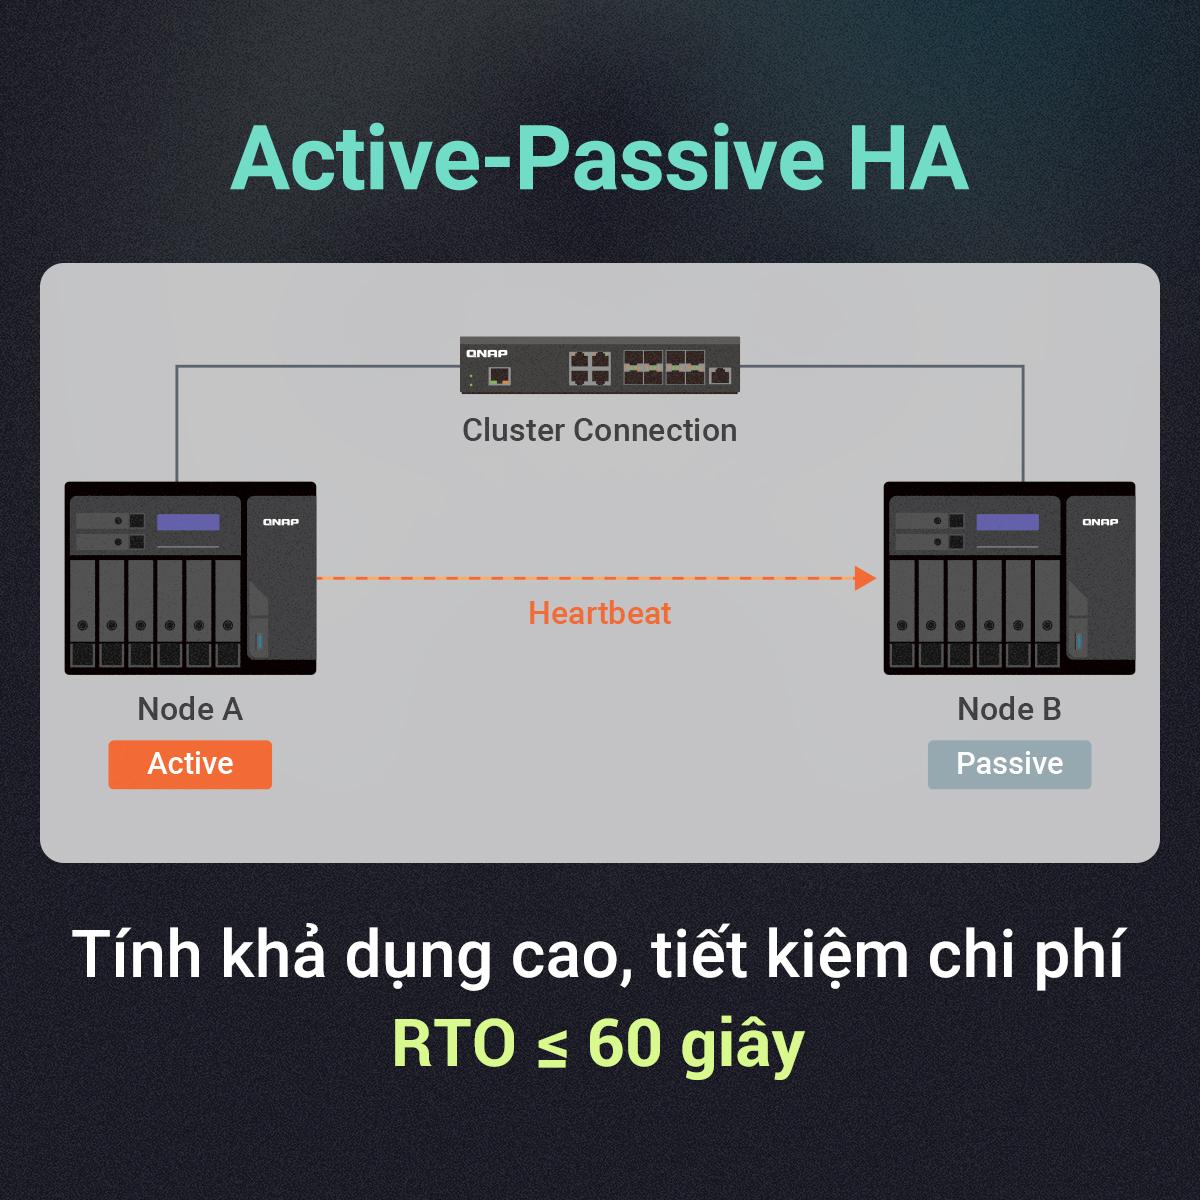 Active-Passive HA
QNAP
Cluster Connection
QNAP
QNAP
Heartbeat
Node A
Node B
Active
Passive
Tính khả dụng cao, tiết kiệm chi phí
RTO ≤ 60 giây